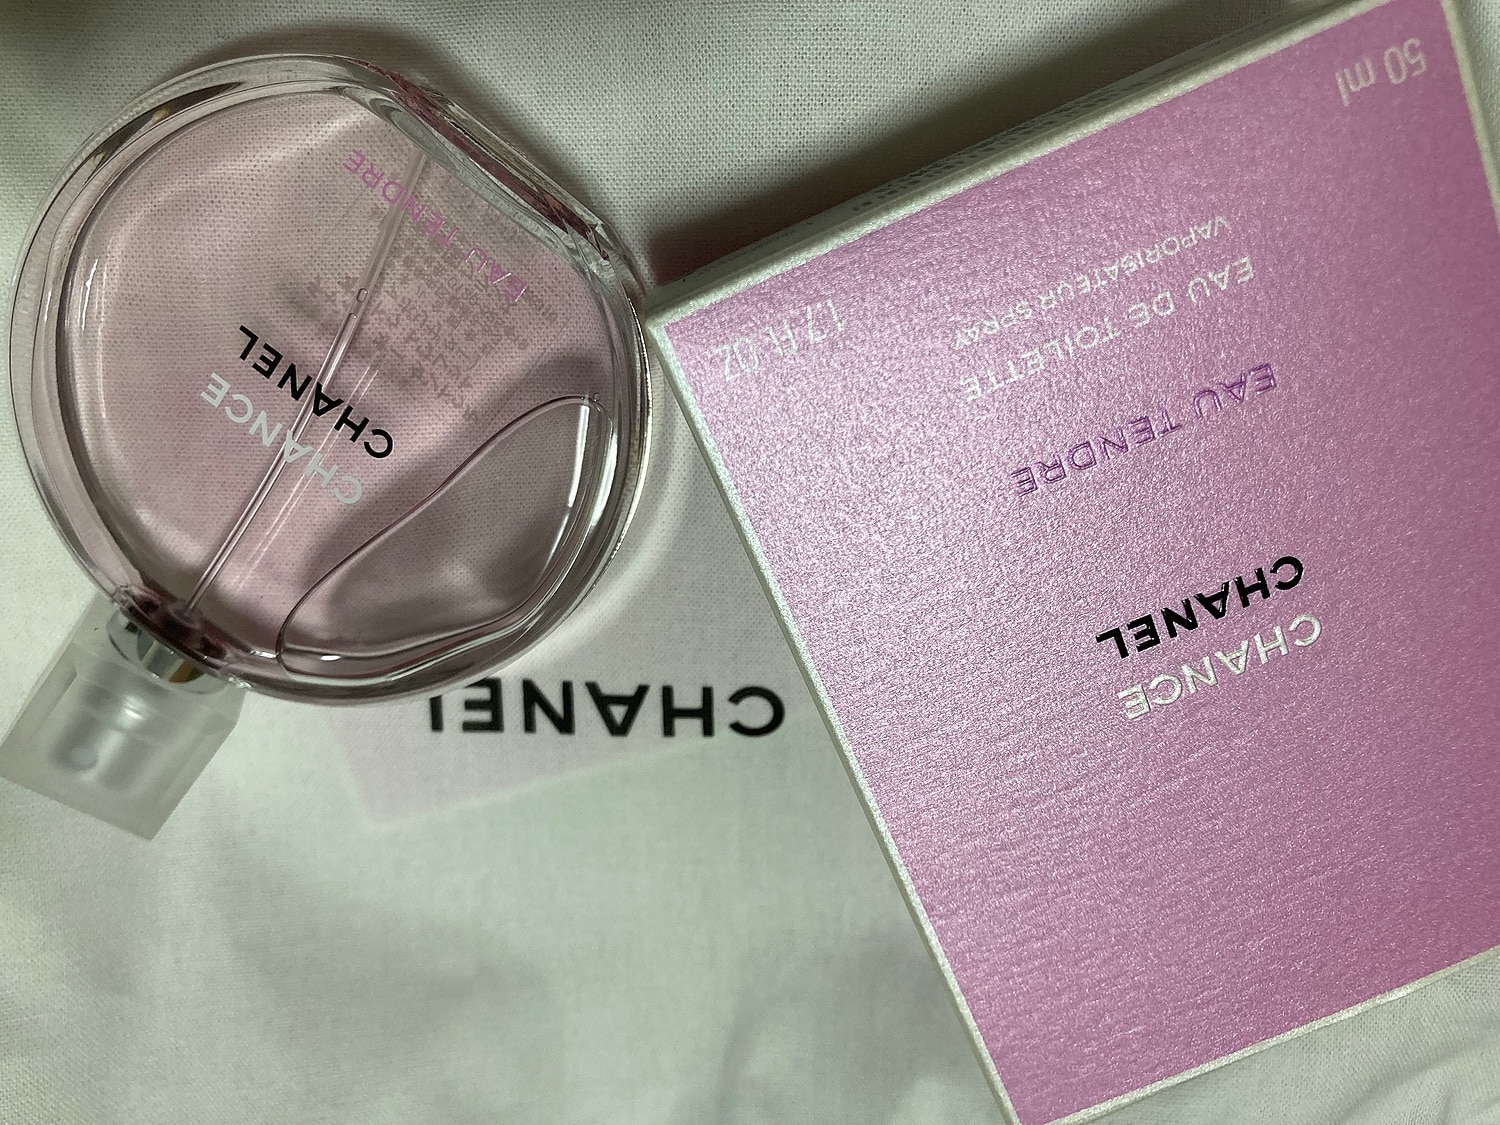 CHANCE
CHANEL
EAU TENDRE
CHANEL
CHANCE
CHANEL
EAU TENDRE
EAU DE TOILETTE
VAPORISATEUR SPRAY
1.7 FL. OZ
50 ml